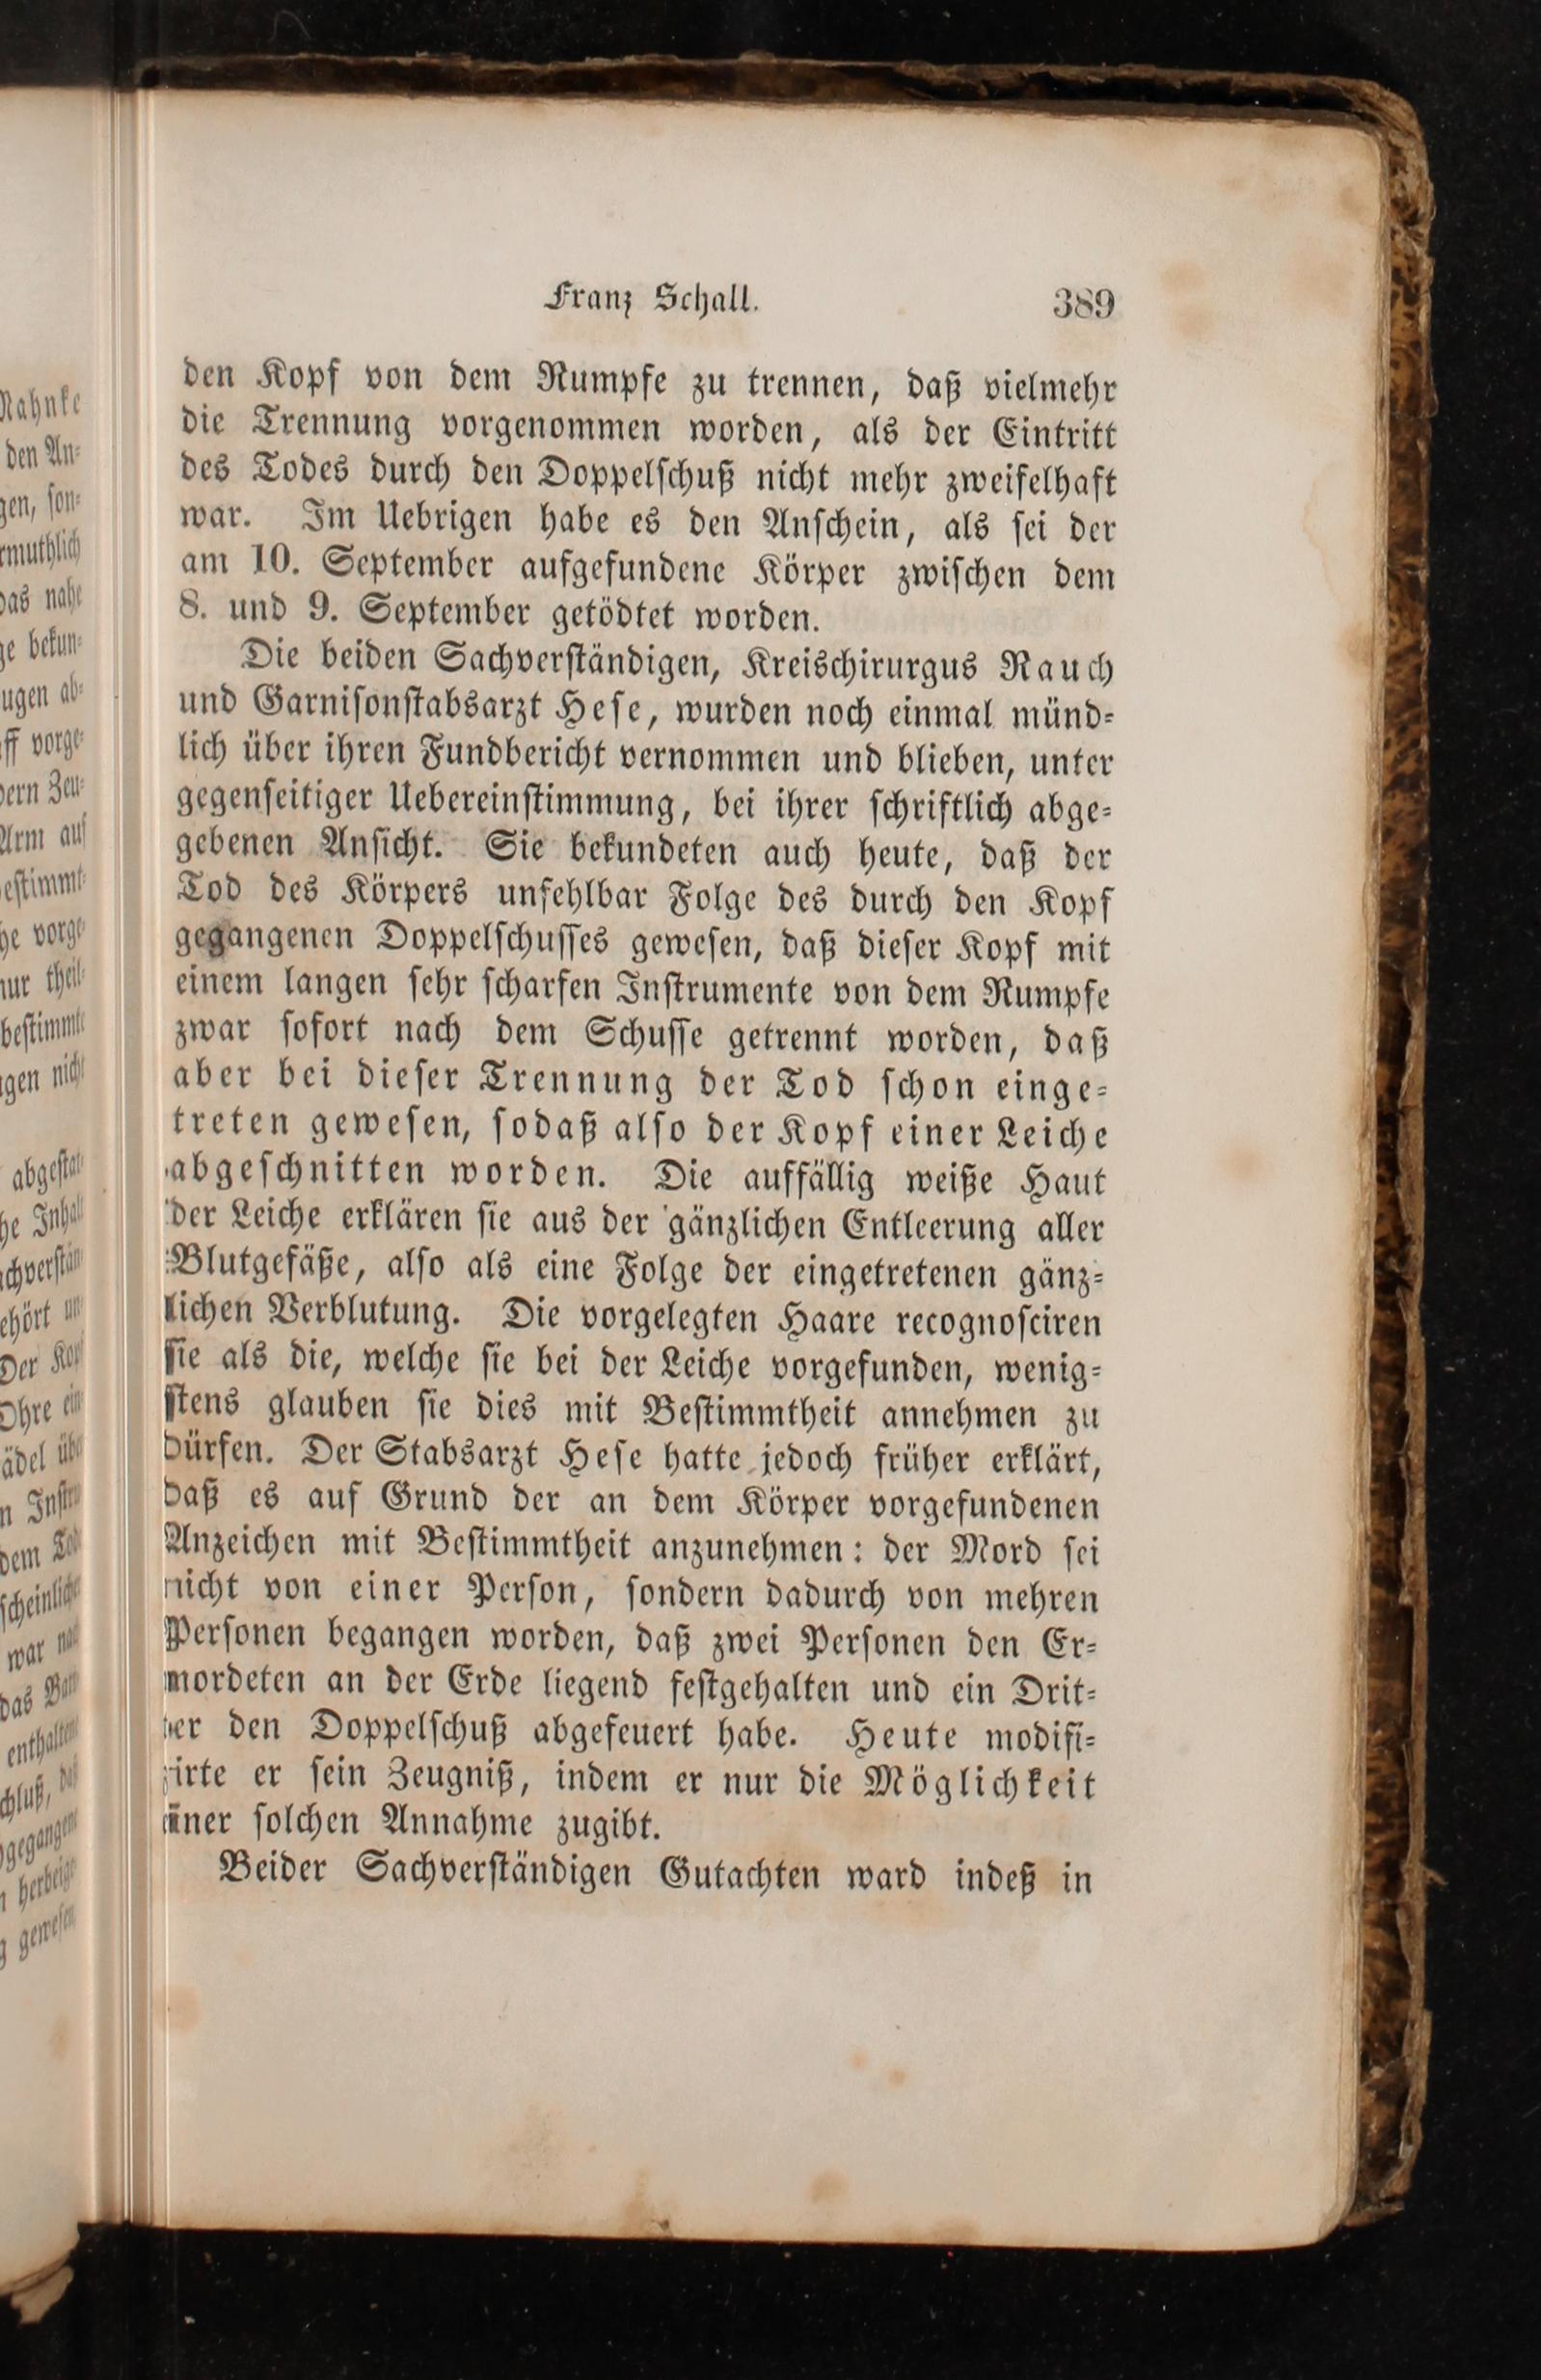 Franz Schall. 389
den Kopf von dem Rumpfe zu trennen, daß vielmehr
die Trennung vorgenommen worden, als der Eintritt
des Todes durch den Doppelschuß nicht mehr zweifelhaft
war. Im Uebrigen habe es den Anschein, als sei der
am 10. September aufgefundene Körper zwischen dem
8. und 9. September getödtet worden.
Die beiden Sachverständigen, Kreischirurgus Rauch
und Garnisonstabsarzt Hese, wurden noch einmal münd-
lich über ihren Fundbericht vernommen und blieben, unter
gegenseitiger Uebereinstimmung, bei ihrer schriftlich abge-
gebenen Ansicht. Sie bekundeten auch heute, daß der
Tod des Körpers unfehlbar Folge des durch den Kopf
gegangenen Doppelschusses gewesen, daß dieser Kopf mit
einem langen sehr scharfen Instrumente von dem Rumpfe
zwar sofort nach dem Schusse getrennt worden, daß
aber bei dieser Trennung der Tod schon einge-
treten gewesen, sodaß also der Kopf einer Leiche
abgeschnitten worden. Die auffällig weiße Haut
der Leiche erklären sie aus der gänzlichen Entleerung aller
Blutgefäße, also als eine Folge der eingetretenen gänz-
lichen Verblutung. Die vorgelegten Haare recognosciren
sie als die, welche sie bei der Leiche vorgefunden, wenig-
stens glauben sie dies mit Bestimmtheit annehmen zu
dürfen. Der Stabsarzt Hese hatte jedoch früher erklärt,
daß es auf Grund der an dem Körper vorgefundenen
Anzeichen mit Bestimmtheit anzunehmen: der Mord sei
nicht von einer Person, sondern dadurch von mehren
Personen begangen worden, daß zwei Personen den Er-
mordeten an der Erde liegend festgehalten und ein Drit-
ter den Doppelschuß abgefeuert habe. Heute modifi-
zirte er sein Zeugniß, indem er nur die Möglichkeit
einer solchen Annahme zugibt.
Beider Sachverständigen Gutachten ward indeß in